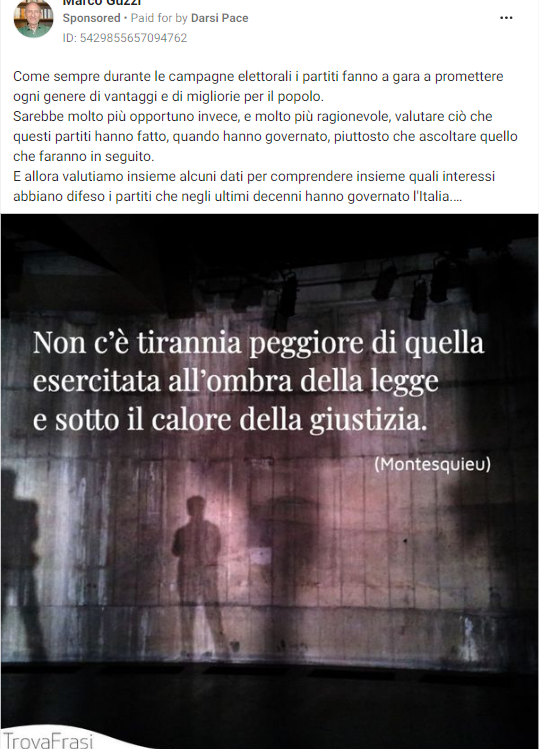 Marco Guzzi
Sponsored • Paid for by Darsi Pace
ID: 5429855657094762
Come sempre durante le campagne elettorali i partiti fanno a gara a promettere
ogni genere di vantaggi e di migliorie per il popolo.
Sarebbe molto più opportuno invece, e molto più ragionevole, valutare ciò che
questi partiti hanno fatto, quando hanno governato, piuttosto che ascoltare quello
che faranno in seguito.
E allora valutiamo insieme alcuni dati per comprendere insieme quali interessi
abbiano difeso i partiti che negli ultimi decenni hanno governato l'Italia....
Non c'è tirannia peggiore di quella
esercitata all'ombra della legge
e sotto il calore della giustizia.
(Montesquieu)
TrovaFrasi